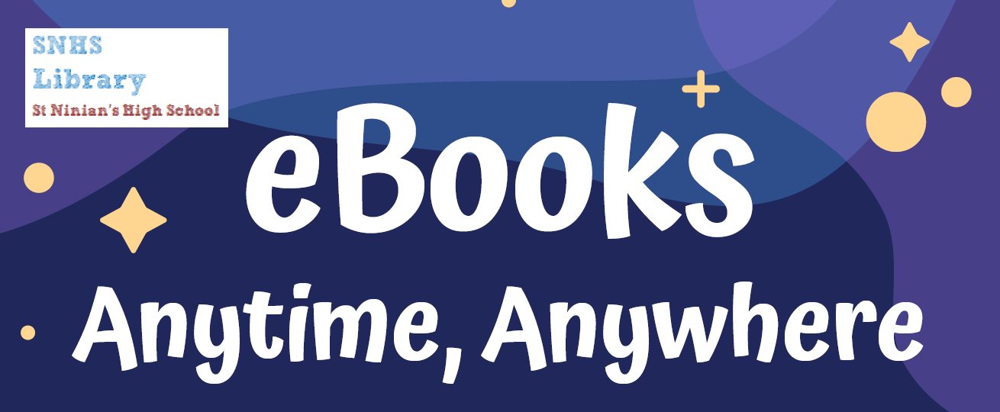 SNHS
Library
St Ninian's High School
eBooks
Anytime, Anywhere